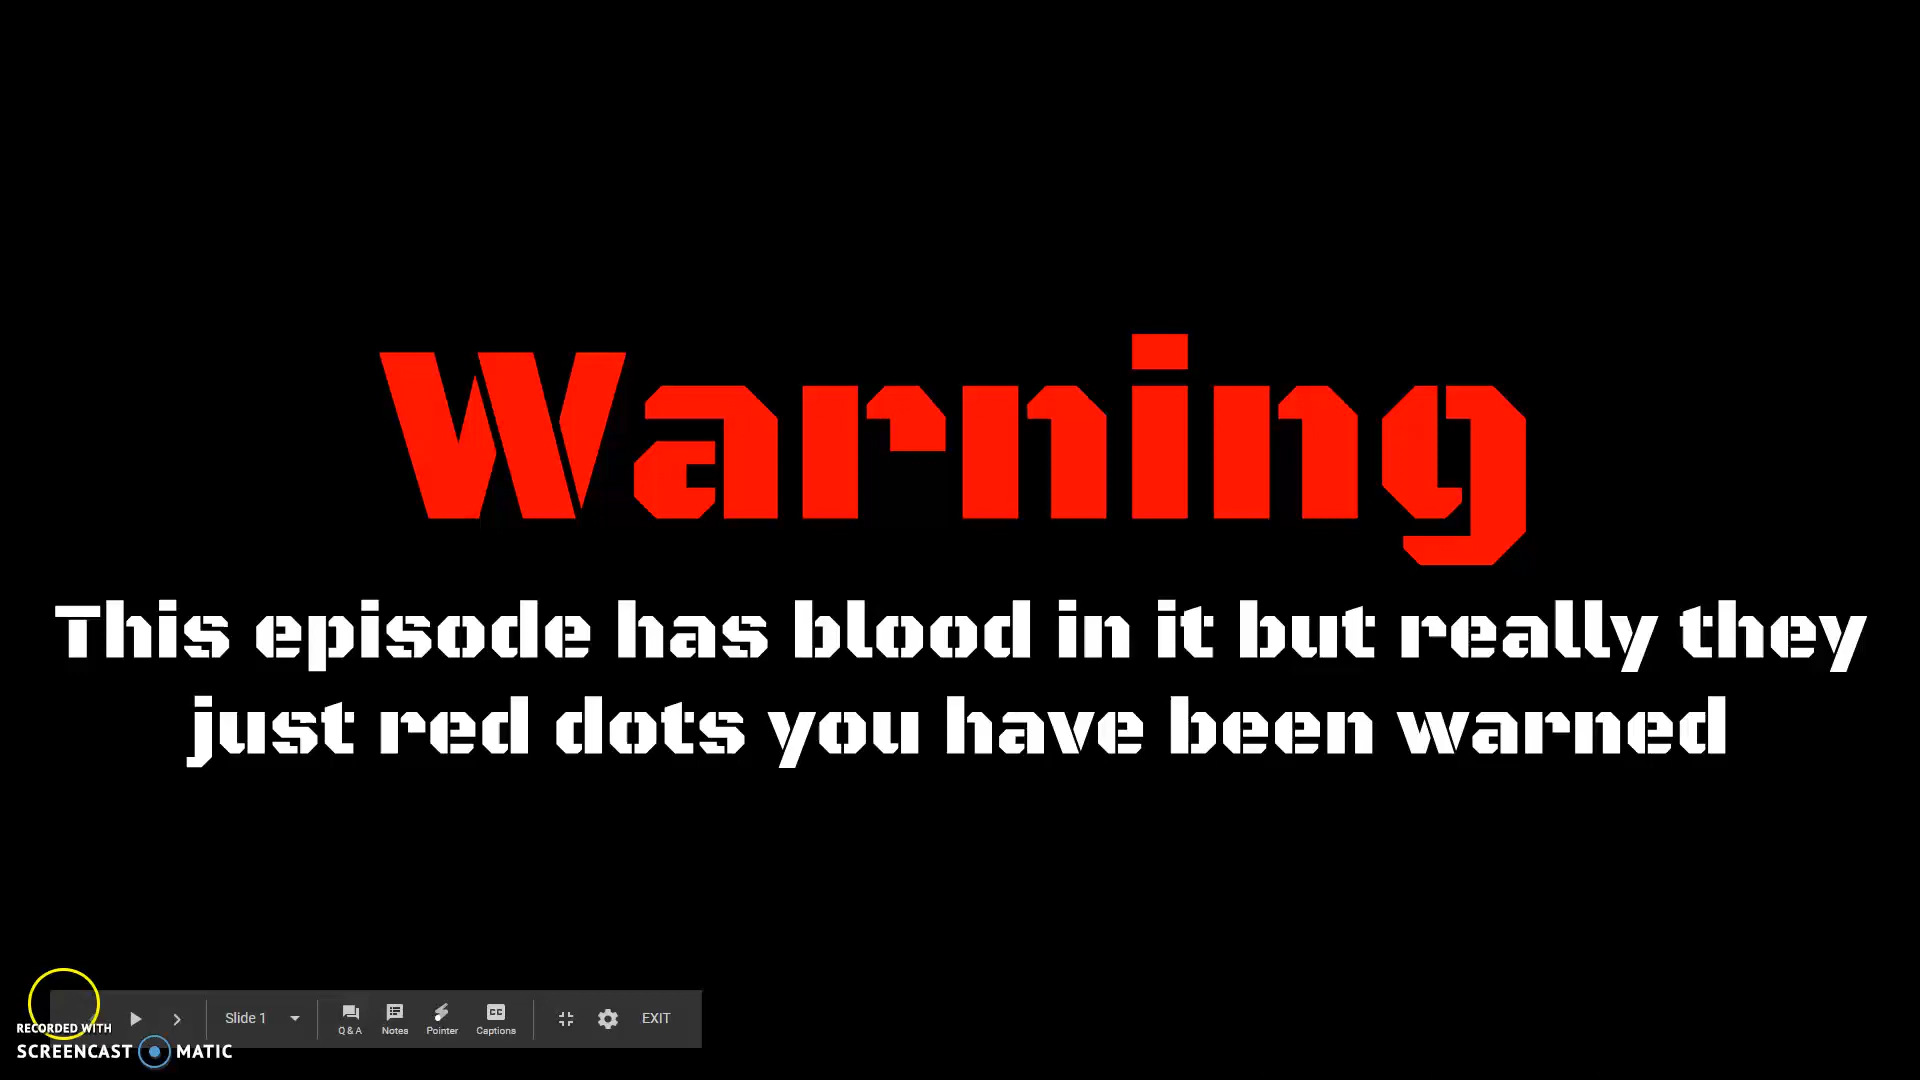 Warning
This episode has blood in it but really they
just red dots you have been warned
Slide 1
Q & A Notes Pointer Captions
EXIT
RECORDED WITH
SCREENCAST MATIC